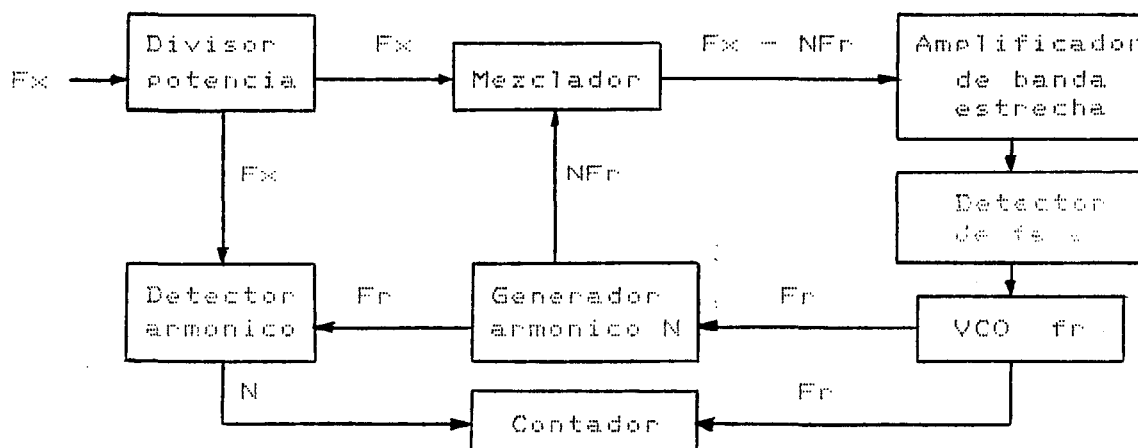 Fx
Divisor
potencia
Fx
Mezclador
Fx - NFr
Amplificador
de banda
estrecha
Fx
NFr
Detector
de
Detector
armonico
Fr
Generador
armonico N
Fr
VCO fr
N
Contador
Fr